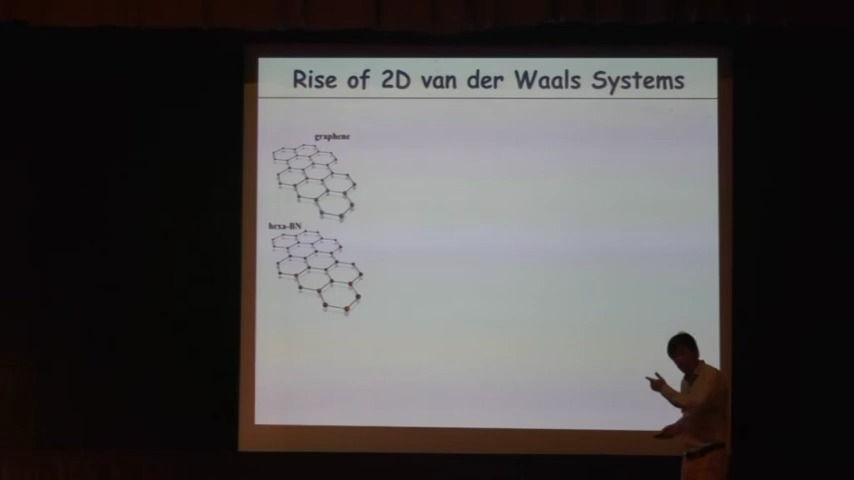 Rise of 2D van der Waals Systems
graphene
hexa-BN